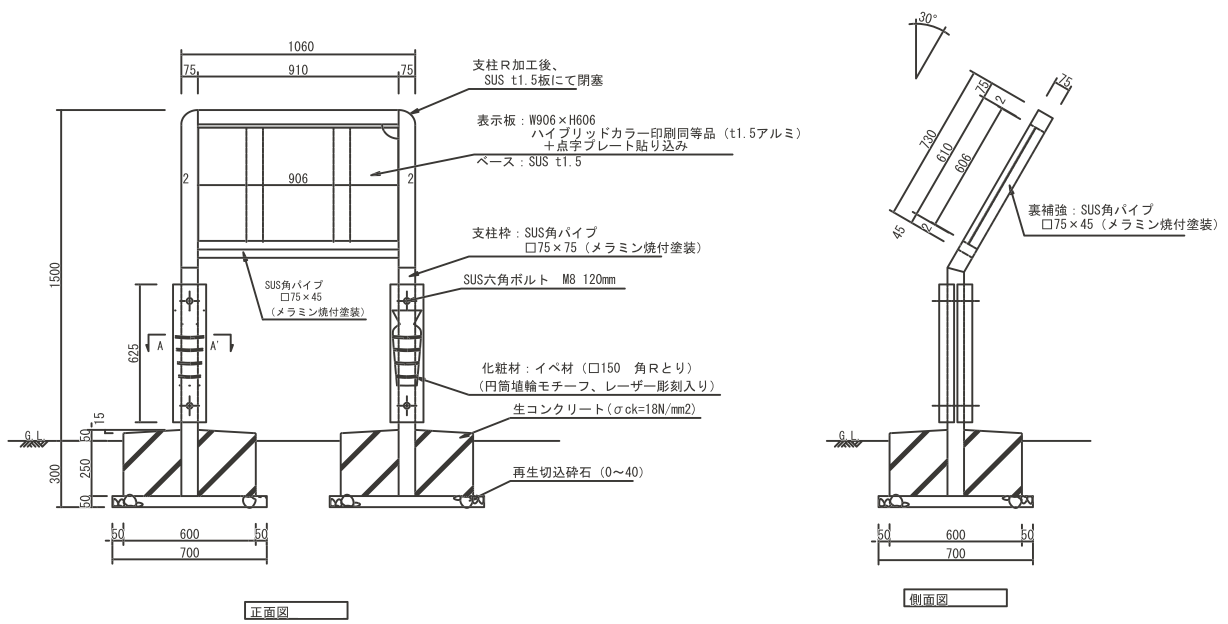 1060
75
910
75
支柱R加工後、
SUS t1.5板にて閉塞
表示板：W906×H606
ハイブリッドカラー印刷同等品（t1.5アルミ）
＋点字プレート貼り込み
ベース：SUS t1.5
2
906
2
支柱枠：SUS角パイプ
□75×75（メラミン焼付塗装）
SUS角パイプ
□75×45
（メラミン焼付塗装）
SUS六角ボルト M8 120mm
1500
625
A
A'
化粧材：イペ材（□150 角Rとり）
（円筒埴輪モチーフ、レーザー彫刻入り）
生コンクリート（σck=18N/mm2）
再生切込砕石（0～40）
15
G.L.
50
300
250
50
50
600
50
700
50
正面図
30°
75
75
2
730
610
606
45
2
裏補強：SUS角パイプ
□75×45（メラミン焼付塗装）
G.L.
50
600
50
700
側面図